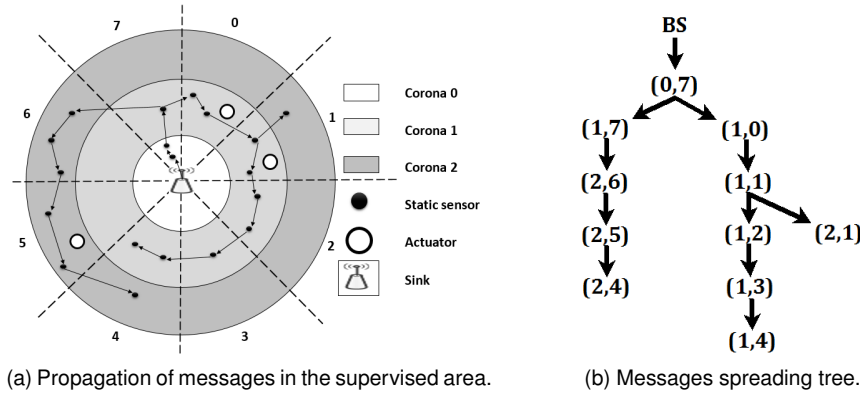 7
0
6
1
5
2
4
3
Corona 0
Corona 1
Corona 2
Static sensor
Actuator
Sink
(a) Propagation of messages in the supervised area.
BS
(0,7)
(1,7) (1,0)
(2,6) (1,1)
(2,5) (1,2) (2,1)
(2,4) (1,3)
(1,4)
(b) Messages spreading tree.